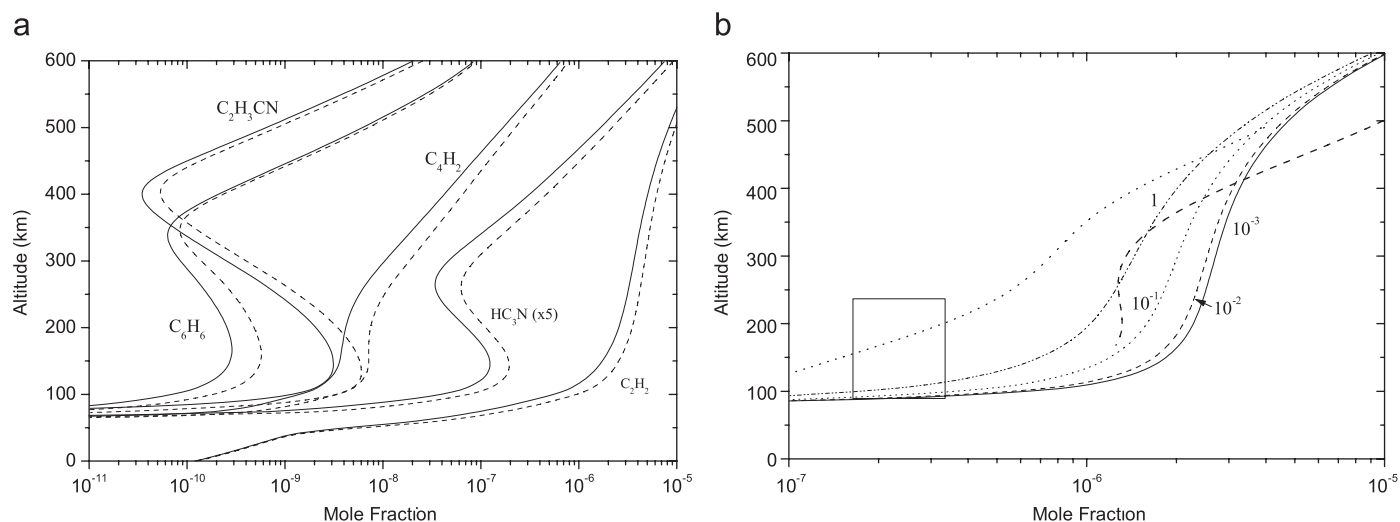 a
600
500
400
300
200
100
0
Altitude (km)
C₂H₃CN
C₄H₂
C₆H₆
HC₃N (x5)
C₂H₂
10⁻¹¹ 10⁻¹⁰ 10⁻⁹ 10⁻⁸ 10⁻⁷ 10⁻⁶ 10⁻⁵
Mole Fraction
b
600
500
400
300
200
100
0
Altitude (km)
1
10⁻³
10⁻¹
10⁻²
10⁻⁷ 10⁻⁶ 10⁻⁵
Mole Fraction